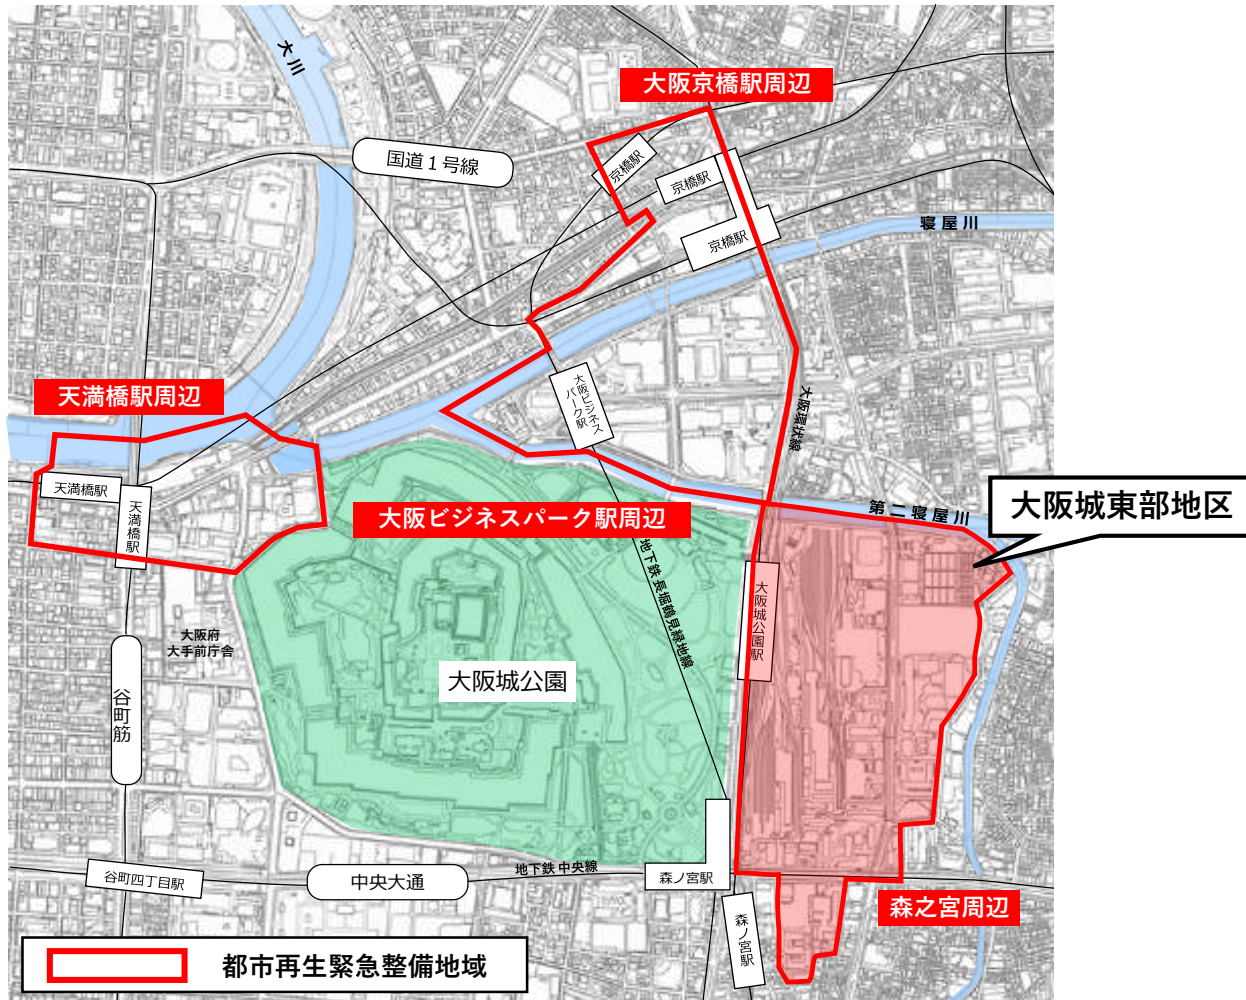 大川
大阪京橋駅周辺
国道1号線
京橋駅
京橋駅
京橋駅
寝屋川
天満橋駅周辺
大阪ビジネス
パーク駅
大阪環状線
天満橋駅
天満橋駅
大阪ビジネスパーク駅周辺
第二寝屋川
大阪城東部地区
地下鉄 長堀鶴見緑地線
大阪城公園駅
大阪府
大手前庁舎
大阪城公園
谷町筋
地下鉄 中央線
谷町四丁目駅
中央大通
森ノ宮駅
森之宮周辺
森ノ宮駅
都市再生緊急整備地域